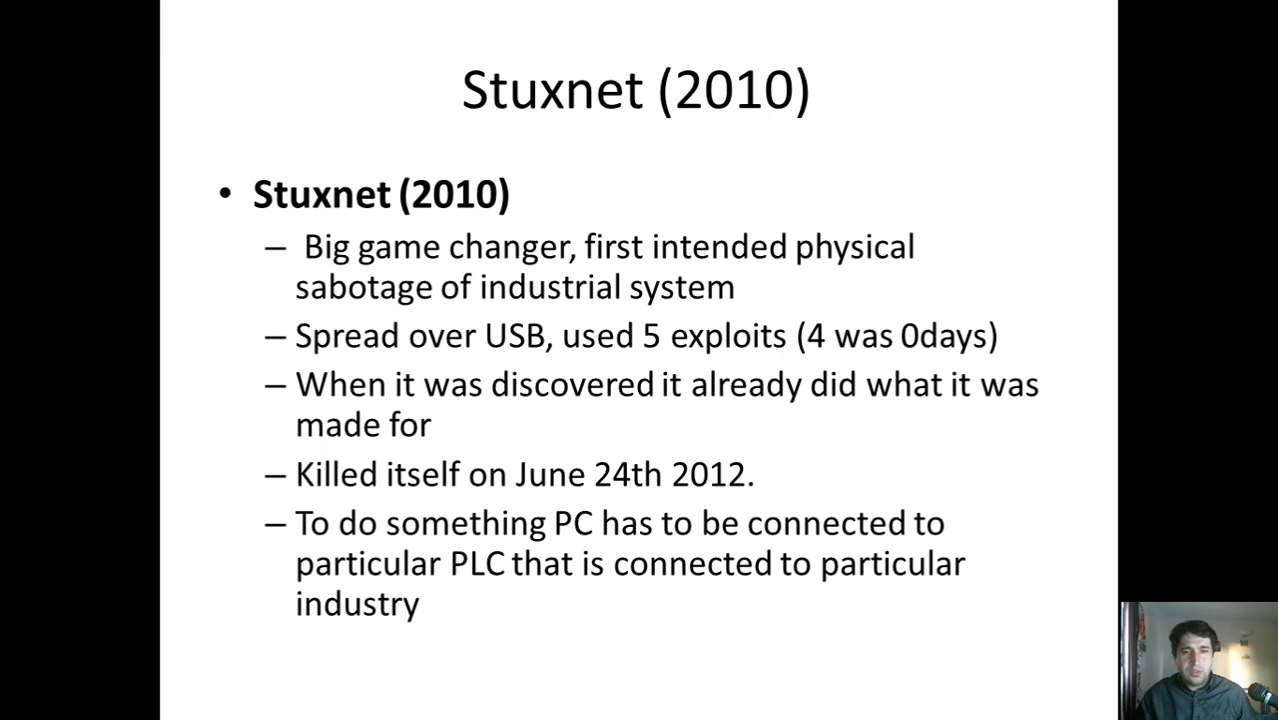 Stuxnet (2010)
• Stuxnet (2010)
– Big game changer, first intended physical
sabotage of industrial system
– Spread over USB, used 5 exploits (4 was 0days)
– When it was discovered it already did what it was
made for
– Killed itself on June 24th 2012.
– To do something PC has to be connected to
particular PLC that is connected to particular
industry